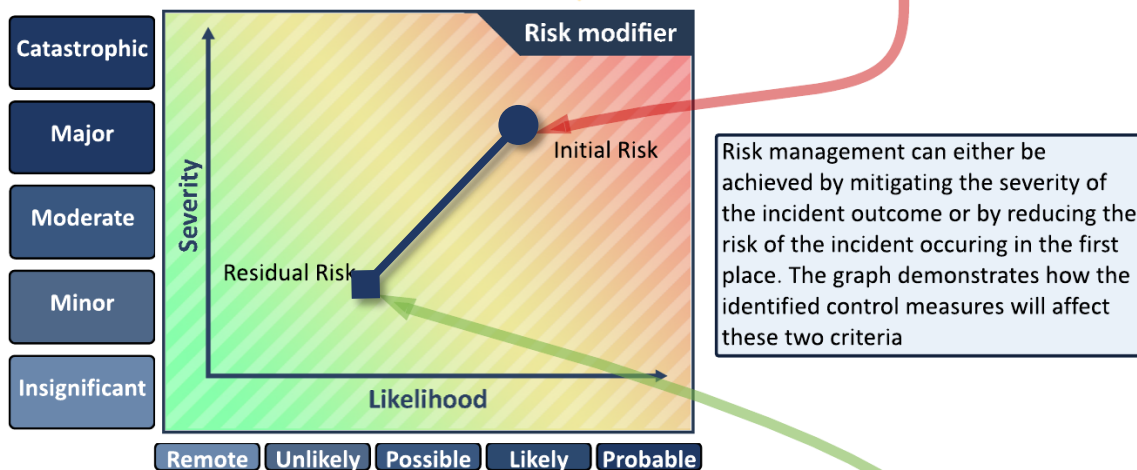 Catastrophic
Major
Moderate
Minor
Insignificant
Risk modifier
Severity
Initial Risk
Residual Risk
Likelihood
Remote
Unlikely
Possible
Likely
Probable
Risk management can either be
achieved by mitigating the severity of
the incident outcome or by reducing the
risk of the incident occuring in the first
place. The graph demonstrates how the
identified control measures will affect
these two criteria